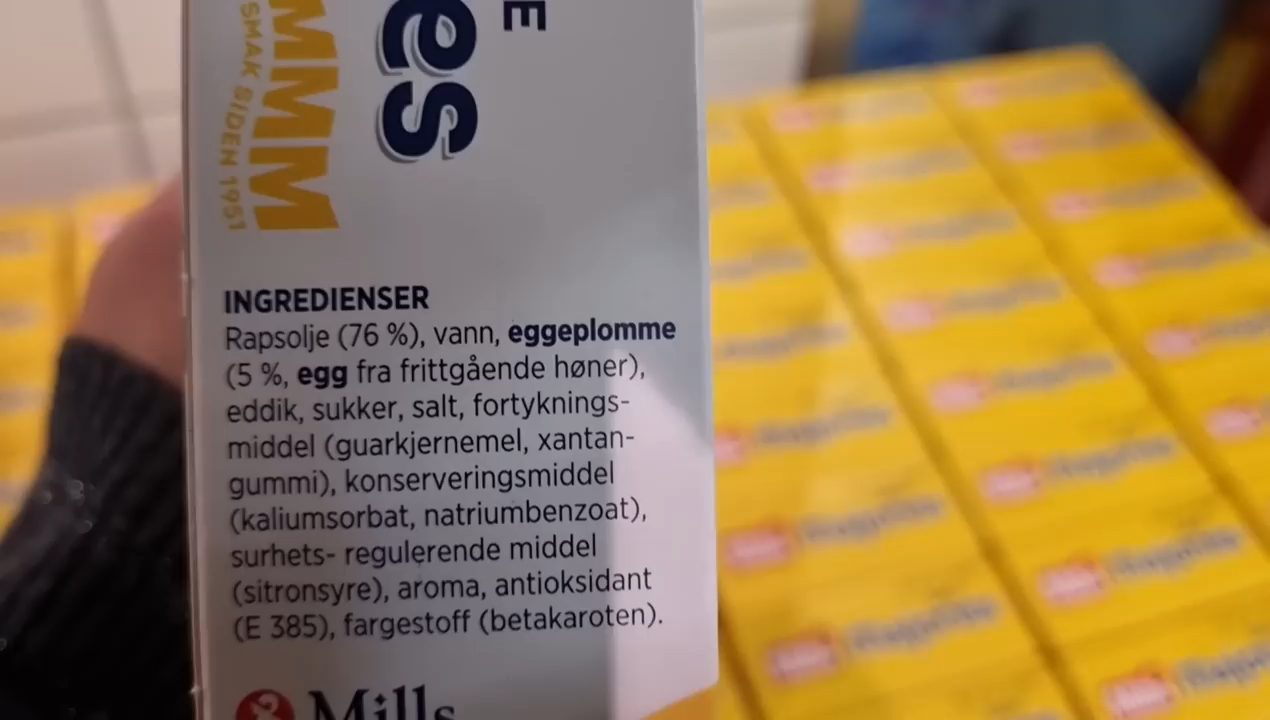 E
es
MMMM
SMAK SIDEN 1951
INGREDIENSER
Rapsolje (76 %), vann, eggeplomme
(5 %, egg fra frittgående høner),
eddik, sukker, salt, fortyknings-
middel (guarkjernemel, xantan-
gummi), konserveringsmiddel
(kaliumsorbat, natriumbenzoat),
surhets- regulerende middel
(sitronsyre), aroma, antioksidant
(E 385), fargestoff (betakaroten).
Mills